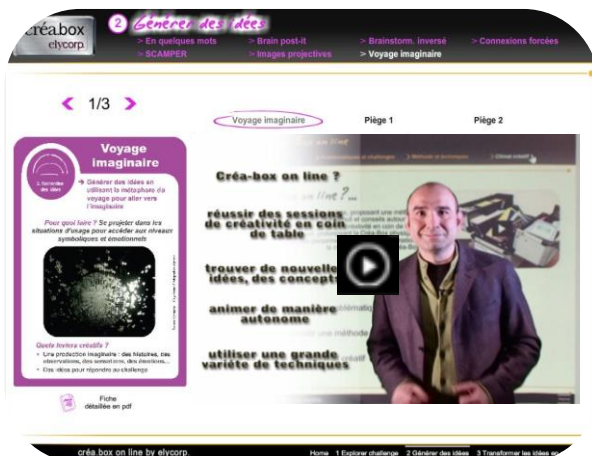 créa.box
elycorp
2 Générer des idées
> En quelques mots > Brain post-it > Brainstorm. inversé > Connexions forcées
> SCAMPER > Images projectives > Voyage imaginaire
1/3
Voyage imaginaire Piège 1 Piège 2
Voyage
imaginaire
2. Générer
des idées
Générer des idées en
utilisant la métaphore du
voyage pour aller vers
l'imaginaire
Pour quoi faire ? Se projeter dans les
situations d'usage pour accéder aux niveaux
symboliques et émotionnels
Quels livrens créatifs ?
Une production imaginaire : des histoires, des
observations, des sensations, des émotions...
Des idées pour répondre au challenge
Fiche
détaillée en pdf
Créa-box on line ?
réussir des sessions
de créativité en coin
de table
trouver de nouvelle
idées, des concepts
animer de manière
autonome
utiliser une grande
variété de techniques
créa.box on line by elycorp. Home 1 Explorer challenge 2 Générer des idées 3 Transformer les idées en